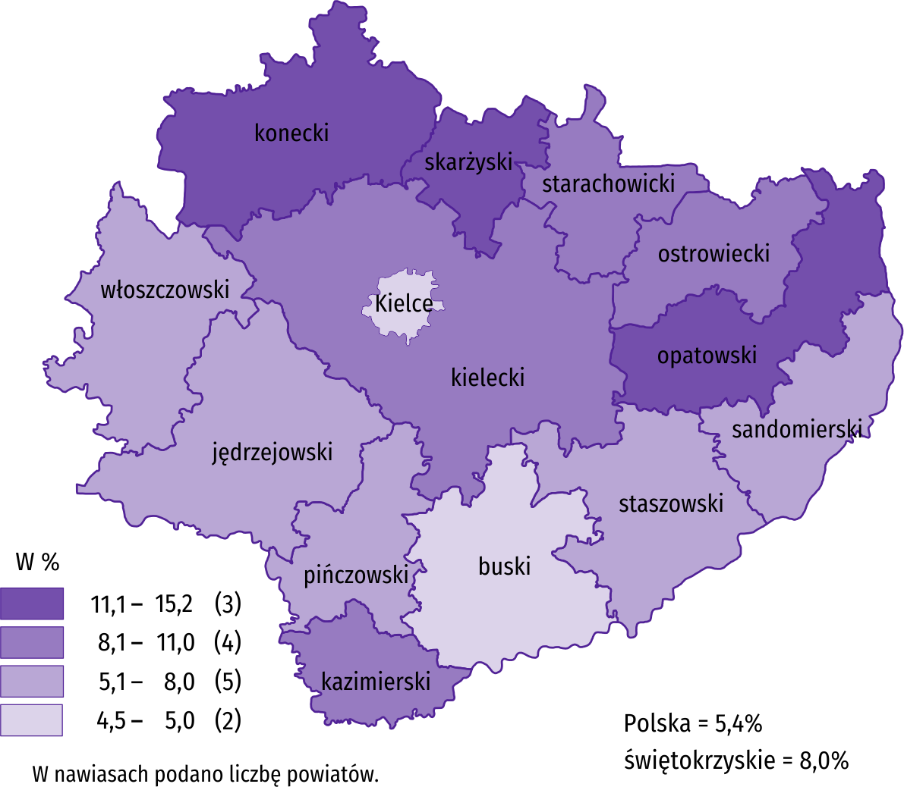 konecki
skarżyski
starachowicki
ostrowiecki
włoszczowski
Kielce
opatowski
kielecki
sandomierski
jędrzejowski
staszowski
buski
pińczowski
kazimierski
W %
11,1 – 15,2 (3)
8,1 – 11,0 (4)
5,1 – 8,0 (5)
4,5 – 5,0 (2)
Polska = 5,4%
świętokrzyskie = 8,0%
W nawiasach podano liczbę powiatów.